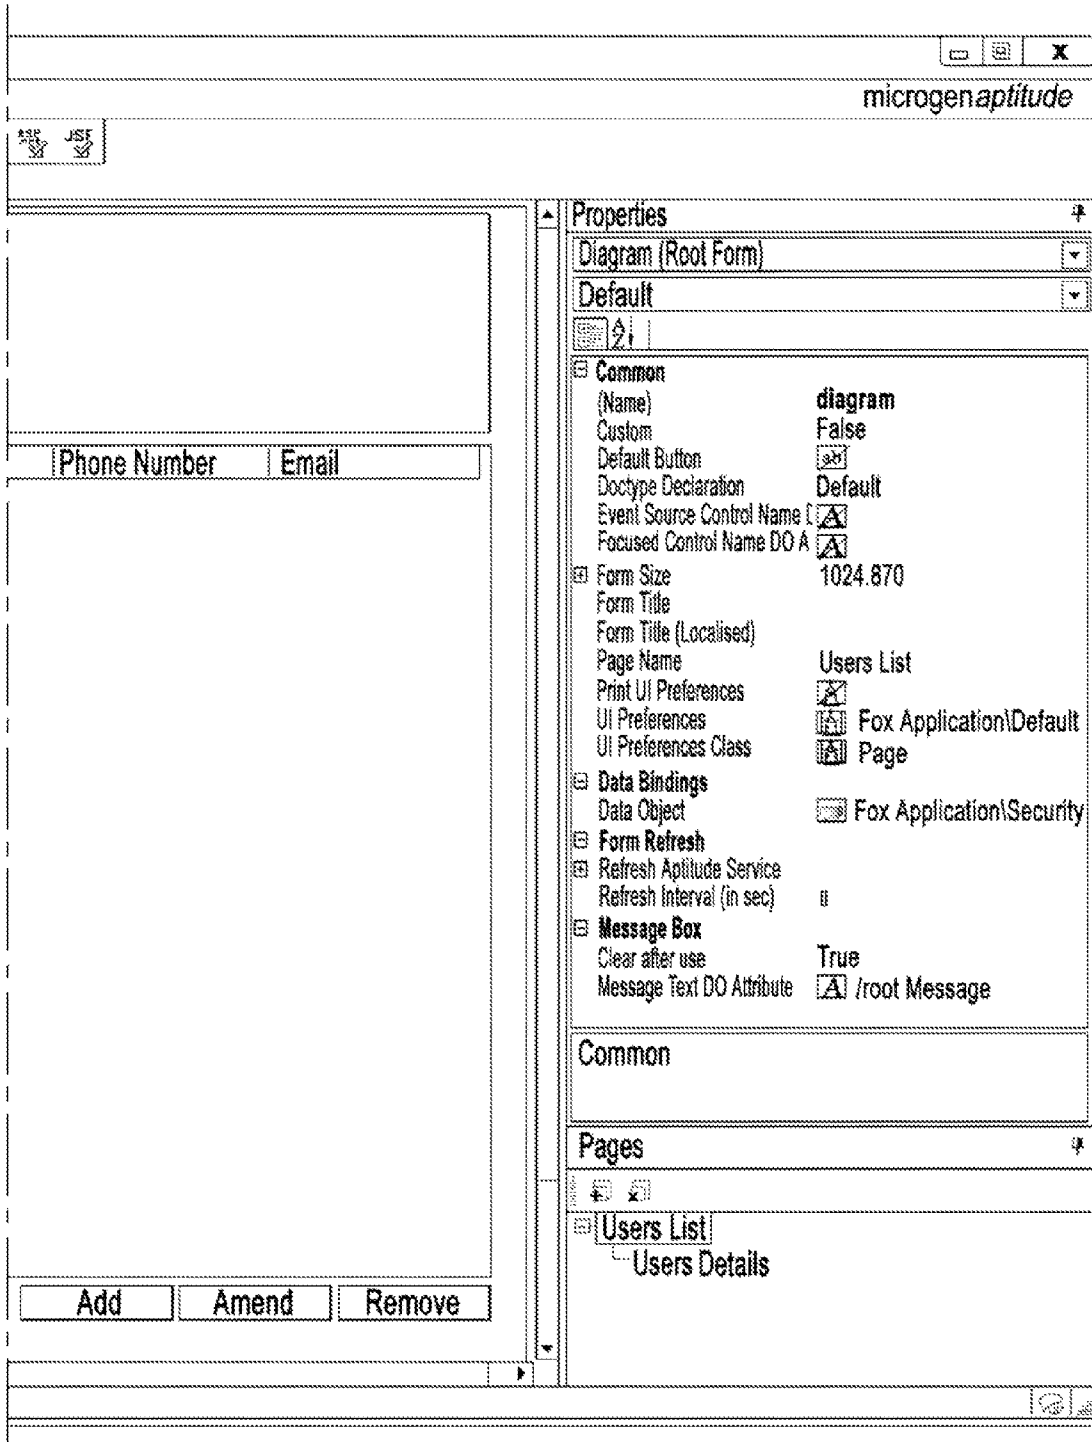 X
microgenaptitude
JSF
Properties
Diagram (Root Form)
Default
Common
(Name) diagram
Custom False
Default Button ab
Doctype Declaration Default
Event Source Control Name D A
Focused Control Name DO A A
Form Size 1024.870
Form Title
Form Title (Localised)
Page Name Users List
Print UI Preferences
UI Preferences Fox Application\Default
UI Preferences Class Page
Data Bindings
Data Object Fox Application\Security
Form Refresh
Refresh Aptitude Service
Refresh Interval (in sec) 0
Message Box
Clear after use True
Message Text DO Attribute A /root Message
Common
Pages
Users List
Users Details
Phone Number Email
Add Amend Remove